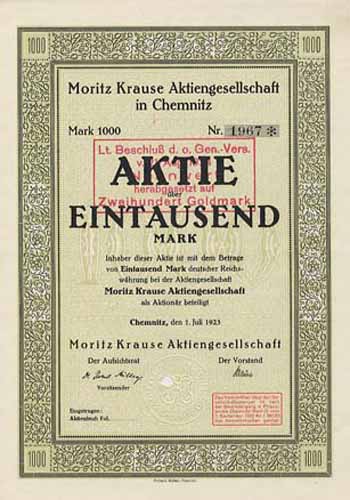 1000 1000
Moritz Krause Aktiengesellschaft
in Chemnitz
Mark 1000 Nr. 1967 *
Lt. Beschluß d. o. Gen.-Vers.
herabgesetzt auf
Zweihundert Goldmark
AKTIE
über
EINTAUSEND
MARK
Inhaber dieser Aktie ist mit dem Betrage
von Eintausend Mark deutscher Reichs-
währung bei der Aktiengesellschaft
Moritz Krause Aktiengesellschaft
als Aktionär beteiligt
Chemnitz, den 1. Juli 1923
Moritz Krause Aktiengesellschaft
Der Aufsichtsrat Der Vorstand
Vorsitzender
Eingetragen:
Aktienbuch Fol.
1000 1000